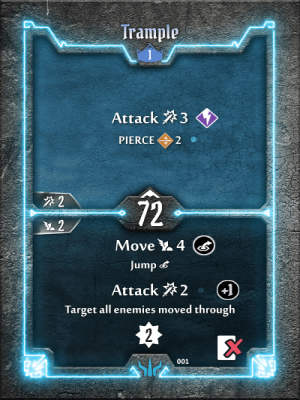 Trample
1
Attack 3
PIERCE 2
2
72
2
Move 4
Jump
Attack 2 +1
Target all enemies moved through
2
001